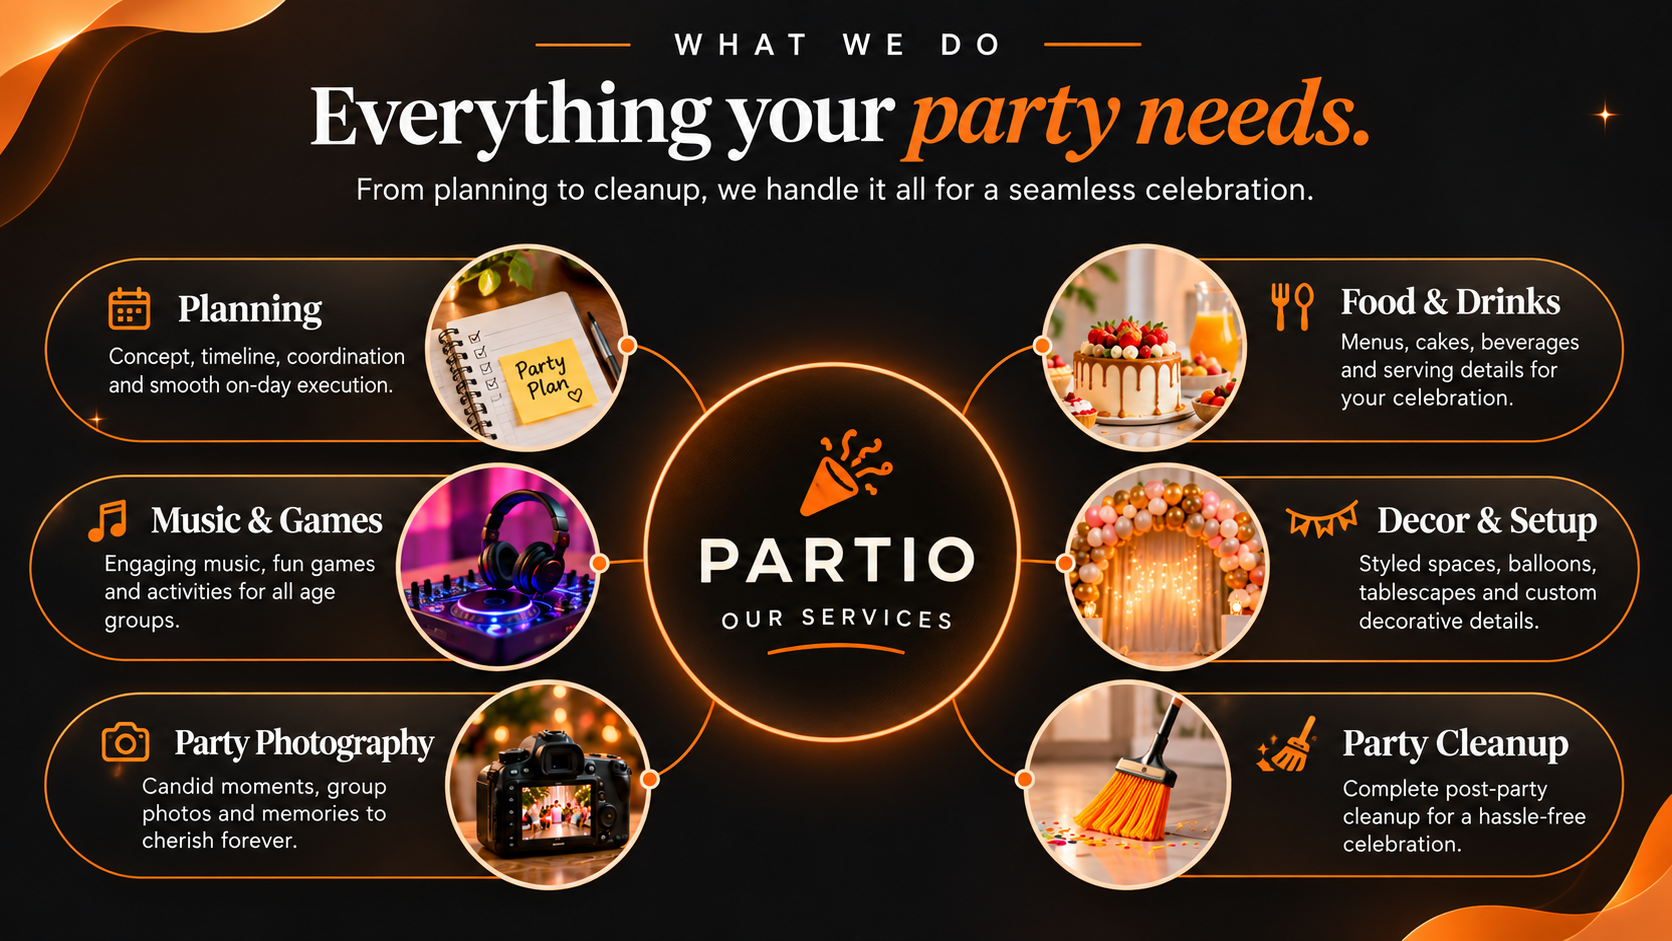 WHAT WE DO
Everything your party needs.
From planning to cleanup, we handle it all for a seamless celebration.
Planning
Concept, timeline, coordination
and smooth on-day execution.
Party
Plan
Music & Games
Engaging music, fun games
and activities for all age
groups.
Party Photography
Candid moments, group
photos and memories to
cherish forever.
PARTIO
OUR SERVICES
Food & Drinks
Menus, cakes, beverages
and serving details for
your celebration.
Decor & Setup
Styled spaces, balloons,
tablescapes and custom
decorative details.
Party Cleanup
Complete post-party
cleanup for a hassle-free
celebration.